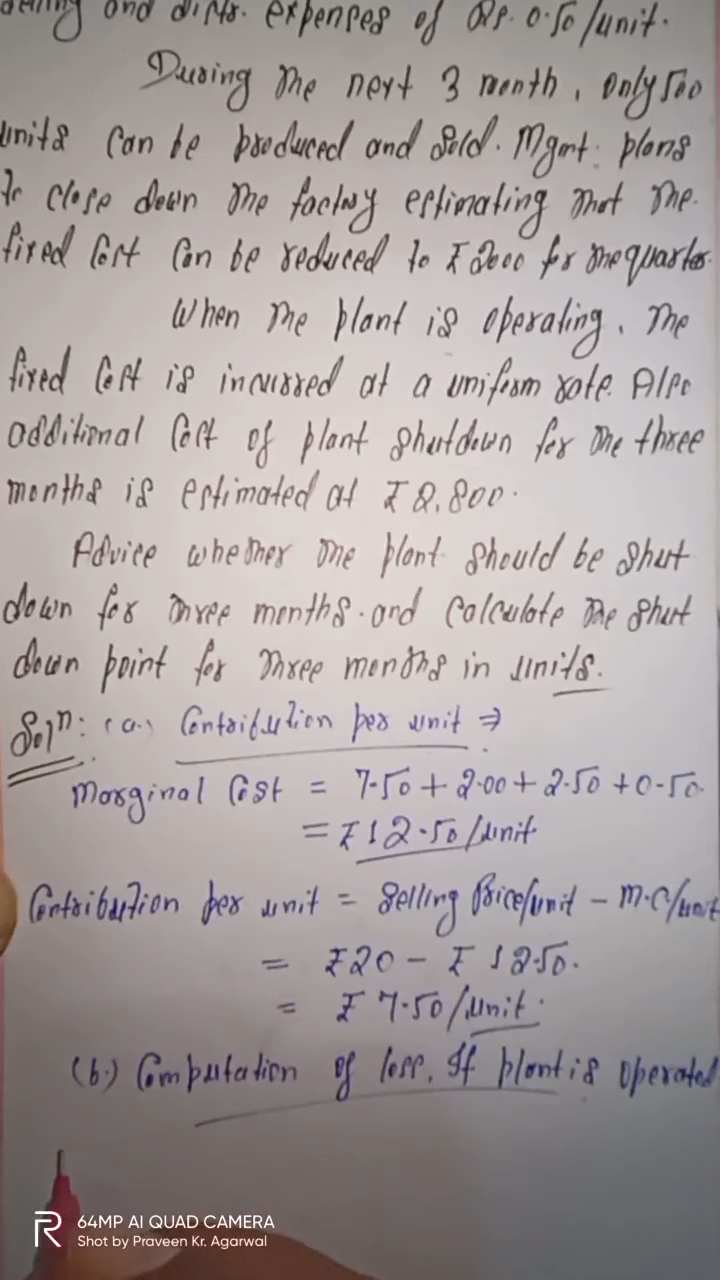 Selling and distr. expenses of Rs. 0.50/unit.
During the next 3 month, only 500
units can be produced and sold. Mgmt. plans
to close down the factory estimating that the
fixed cost can be reduced to ₹2000 for the quarter.
When the plant is operating, the
fixed cost is incurred at a uniform rate. Also
additional cost of plant shutdown for the three
months is estimated at ₹2,800.
Advice whether the plant should be shut
down for three months and calculate the shut
down point for three months in units.
Solⁿ: (a.) Contribution per unit ⇒
Marginal Cost = 7.50 + 2.00 + 2.50 + 0.50
= ₹12.50/unit
Contribution per unit = Selling Price/unit - M.C/unit
= ₹20 - ₹12.50.
= ₹7.50/unit.
(b.) Computation of loss, If plant is operated
64MP AI QUAD CAMERA
Shot by Praveen Kr. Agarwal